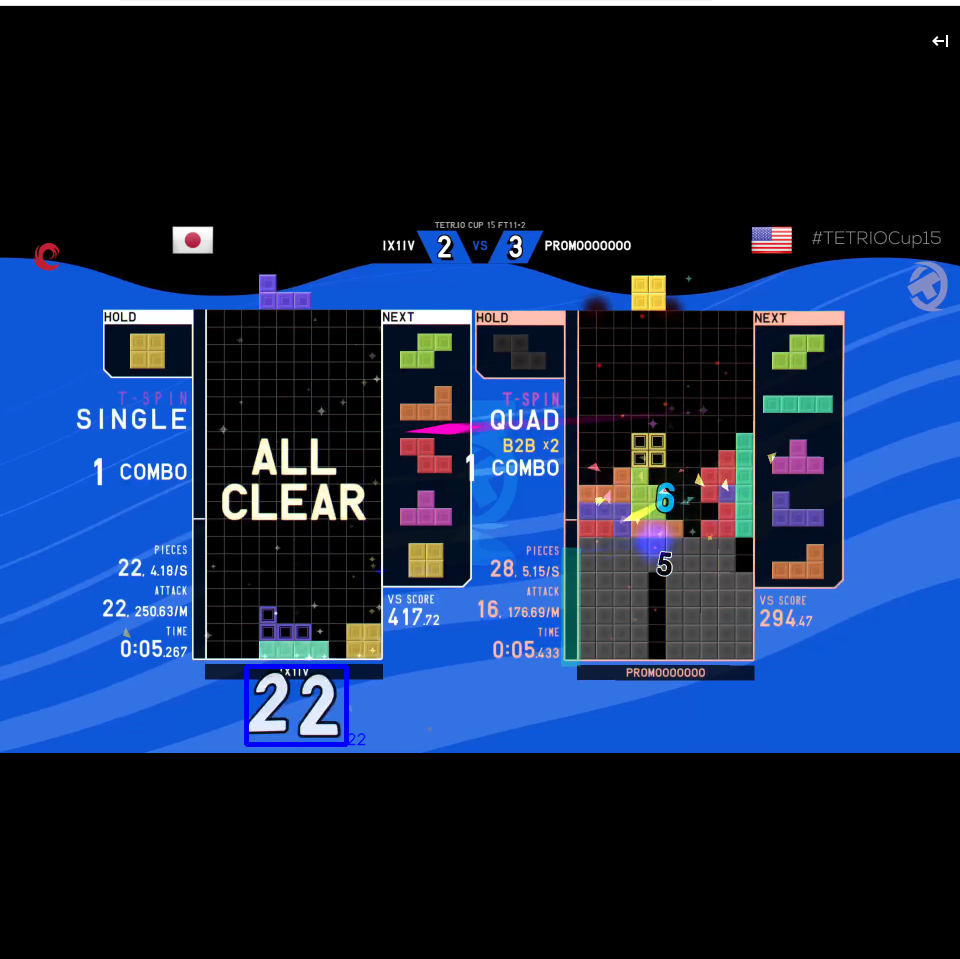 TETR.IO CUP 15 FT11·2
IX1IV 2 VS 3 PROMOOOOOOO
#TETRIOCup15
HOLD
NEXT
T-SPIN
SINGLE
1 COMBO
ALL
CLEAR
PIECES
22, 4.18/S
ATTACK
22, 250.63/M
TIME
0:05.267
VS SCORE
417.72
IX1IV
22
22
HOLD
NEXT
T-SPIN
QUAD
B2B x2
1 COMBO
6
5
PIECES
28, 5.15/S
ATTACK
16, 176.69/M
TIME
0:05.433
VS SCORE
294.47
PROMOOOOOOO